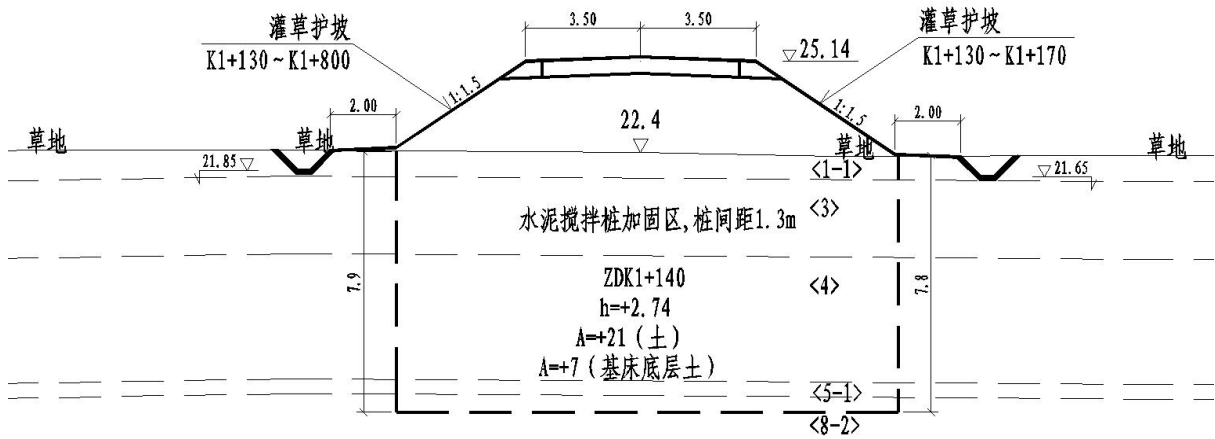 3.50
3.50
灌草护坡
K1+130～K1+800
灌草护坡
K1+130～K1+170
25.14
1:1.5
1:1.5
2.00
2.00
22.4
草地
草地
草地
草地
21.85
21.65
<1-1>
<3>
水泥搅拌桩加固区,桩间距1.3m
7.9
7.8
ZDK1+140
<4>
h=+2.74
A=+21（土）
A=+7（基床底层土）
<5-1>
<8-2>